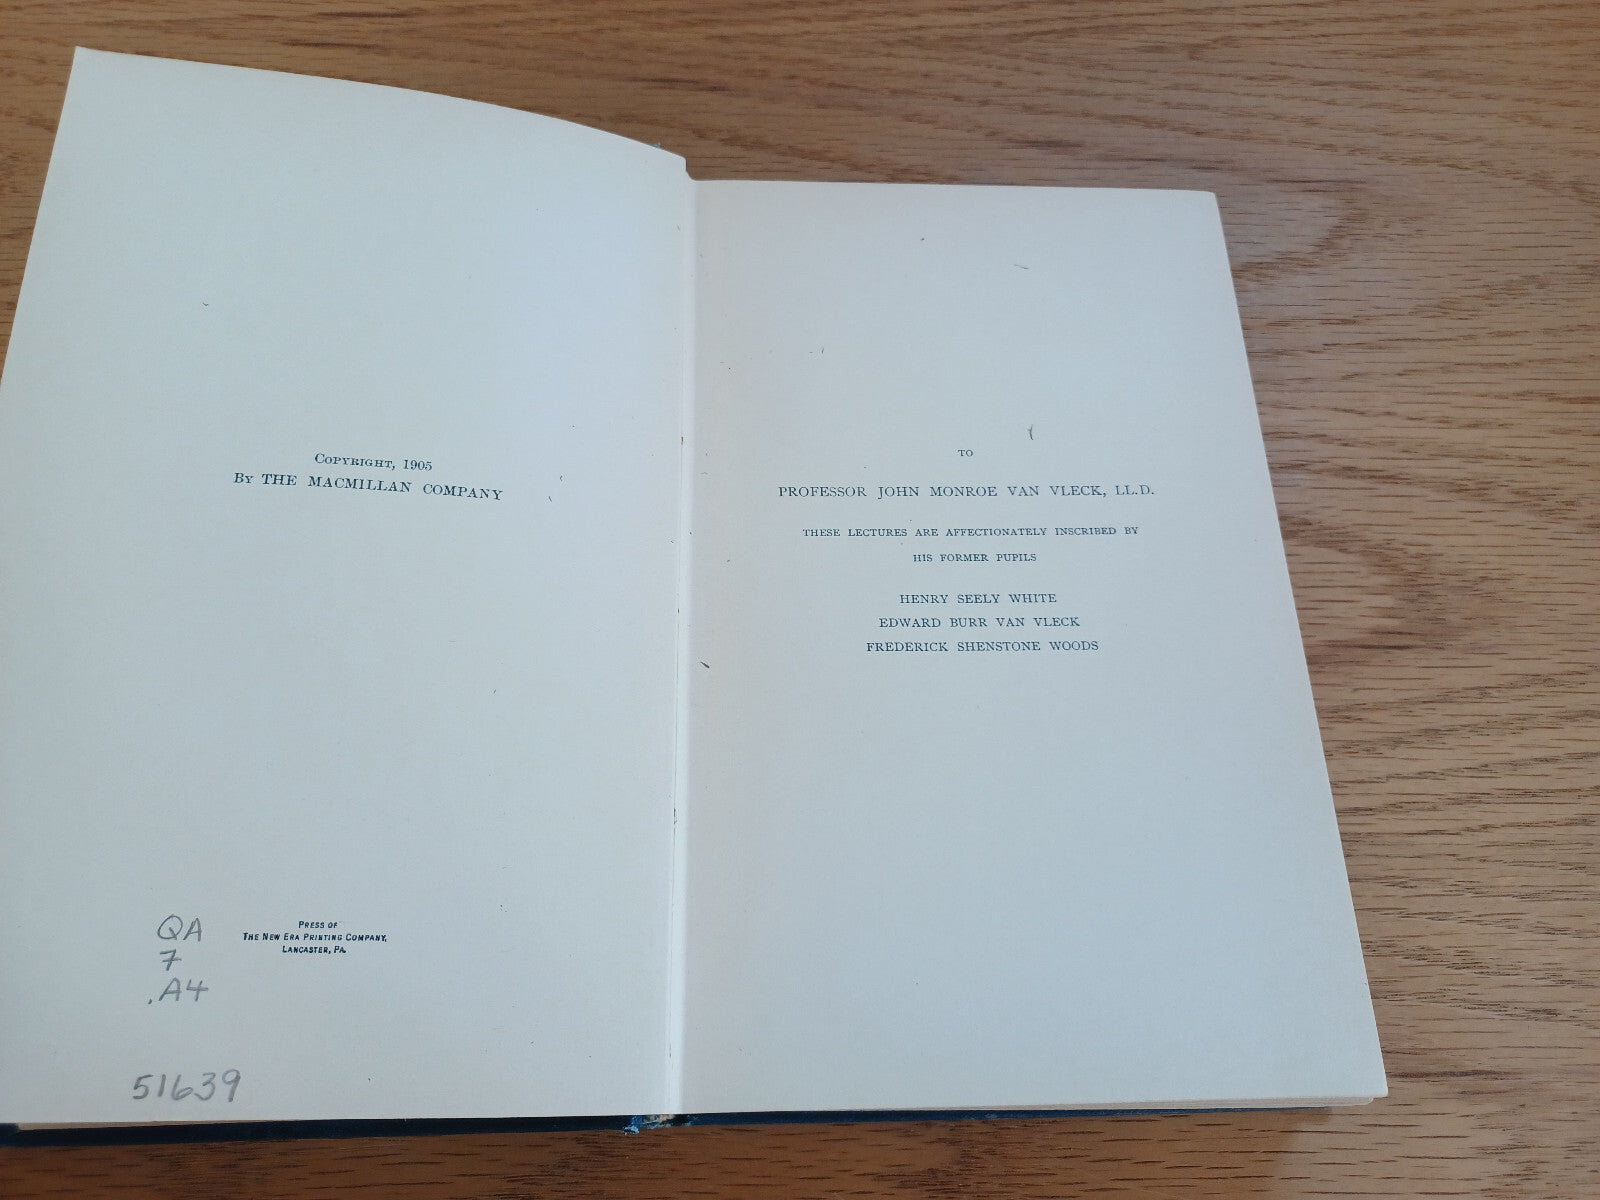 Copyright, 1905
By THE MACMILLAN COMPANY
QA
7
.A4
Press of
The New Era Printing Company,
Lancaster, Pa.
51639
TO
PROFESSOR JOHN MONROE VAN VLECK, LL.D.
THESE LECTURES ARE AFFECTIONATELY INSCRIBED BY
HIS FORMER PUPILS
HENRY SEELY WHITE
EDWARD BURR VAN VLECK
FREDERICK SHENSTONE WOODS